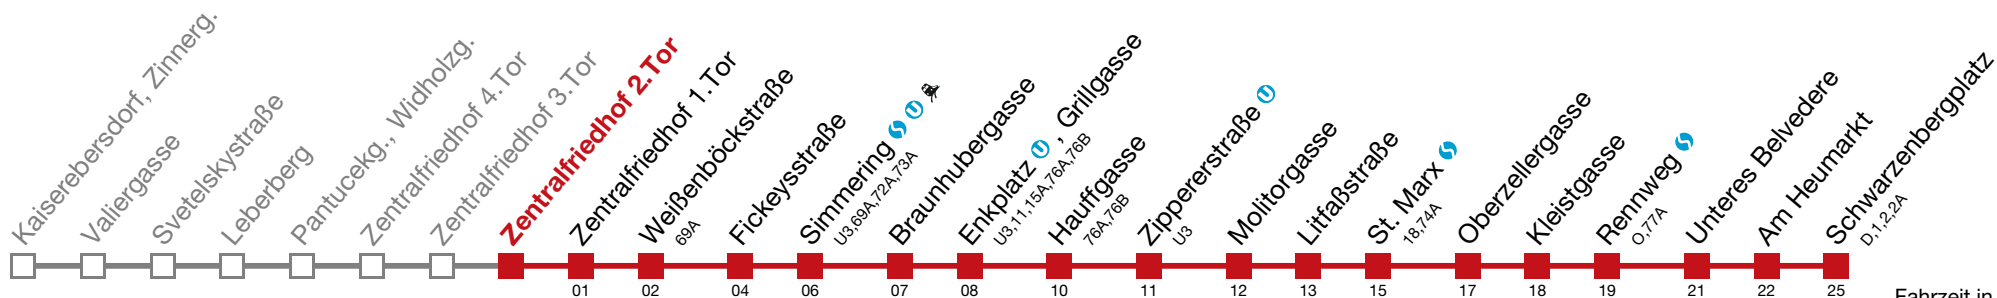 Kaiserebersdorf, Zinnerg.
Valiergasse
Svetelskystraße
Leberberg
Pantucekg., Widholzg.
Zentralfriedhof 4.Tor
Zentralfriedhof 3.Tor
Zentralfriedhof 2.Tor
Zentralfriedhof 1.Tor
01
Weißenböckstraße
69A
02
Fickeysstraße
04
Simmering S U
U3,69A,72A,73A
06
Braunhubergasse
07
Enkplatz U , Grillgasse
U3,11,15A,76A,76B
08
Hauffgasse
76A,76B
10
Zippererstraße U
U3
11
Molitorgasse
12
Litfaßstraße
13
St. Marx S
18,74A
15
Oberzellergasse
17
Kleistgasse
18
Rennweg S
O,77A
19
Unteres Belvedere
21
Am Heumarkt
22
Schwarzenbergplatz
D,1,2,2A
25
Fahrzeit in